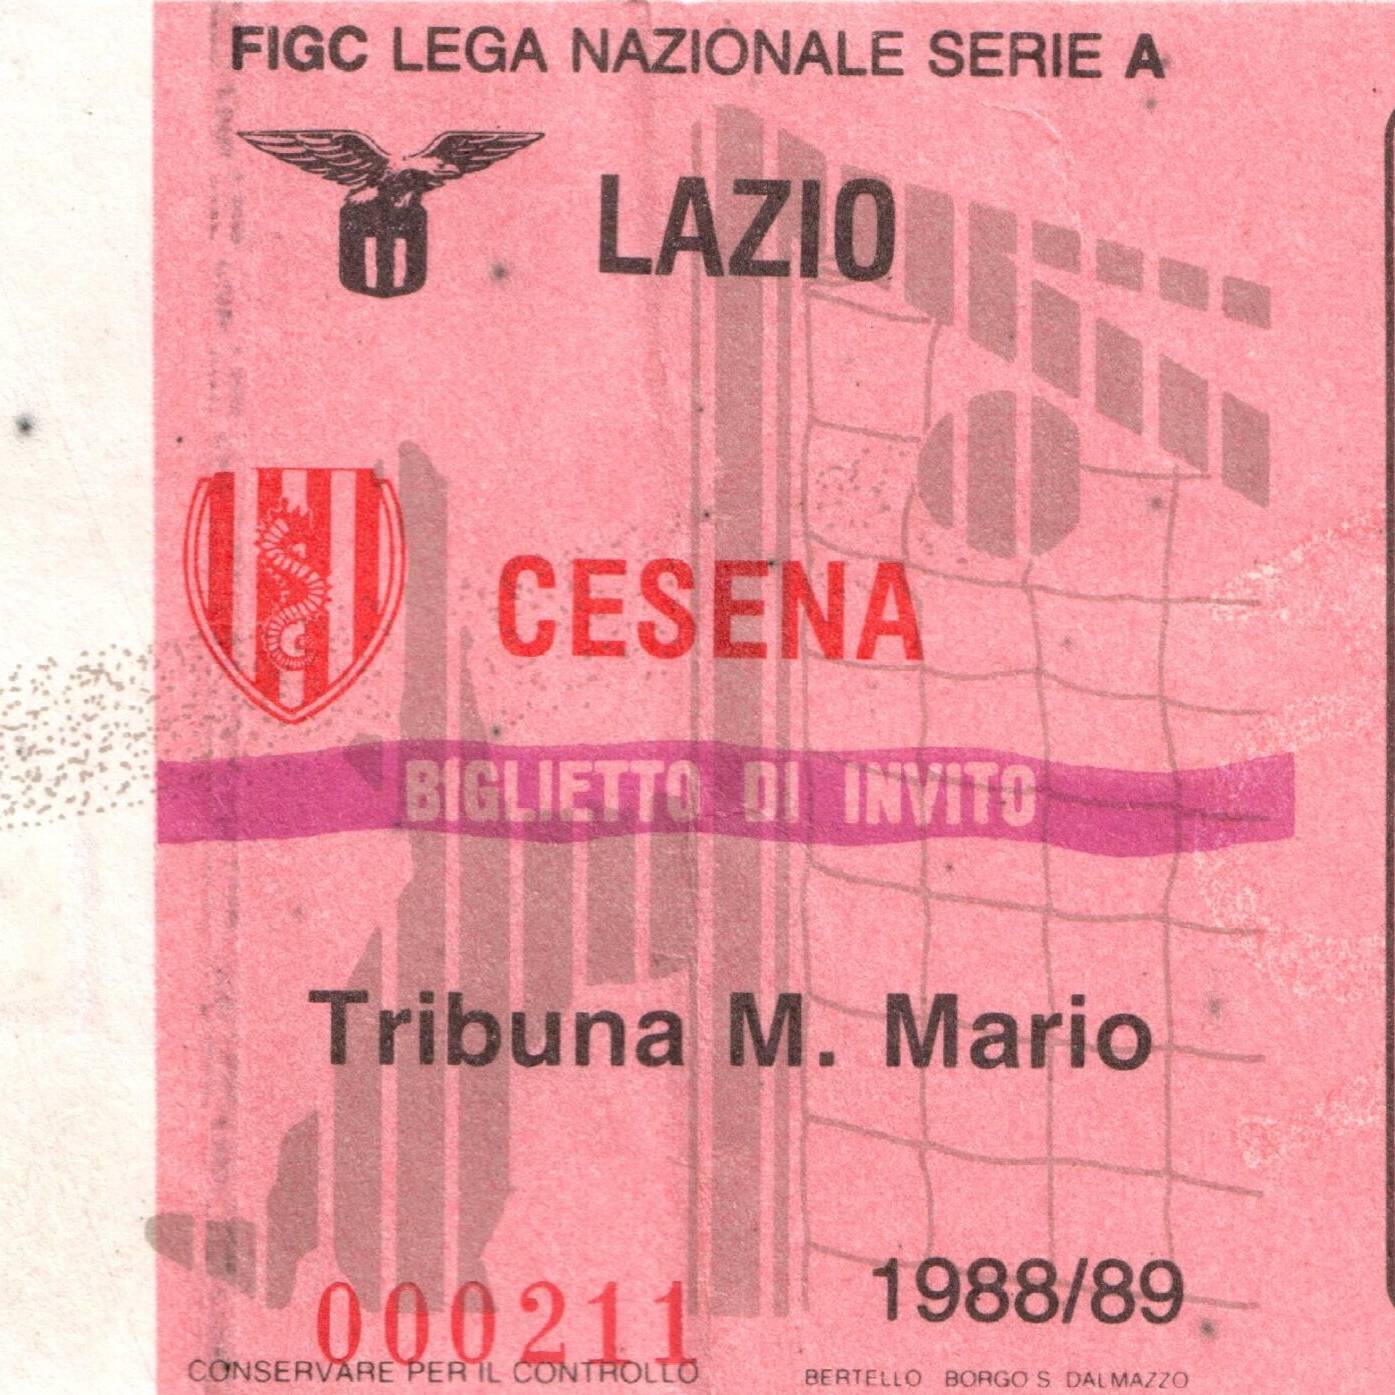 FIGC LEGA NAZIONALE SERIE A
LAZIO
CESENA
BIGLIETTO DI INVITO
Tribuna M. Mario
1988/89
000211
CONSERVARE PER IL CONTROLLO
BERTELLO BORGO S DALMAZZO